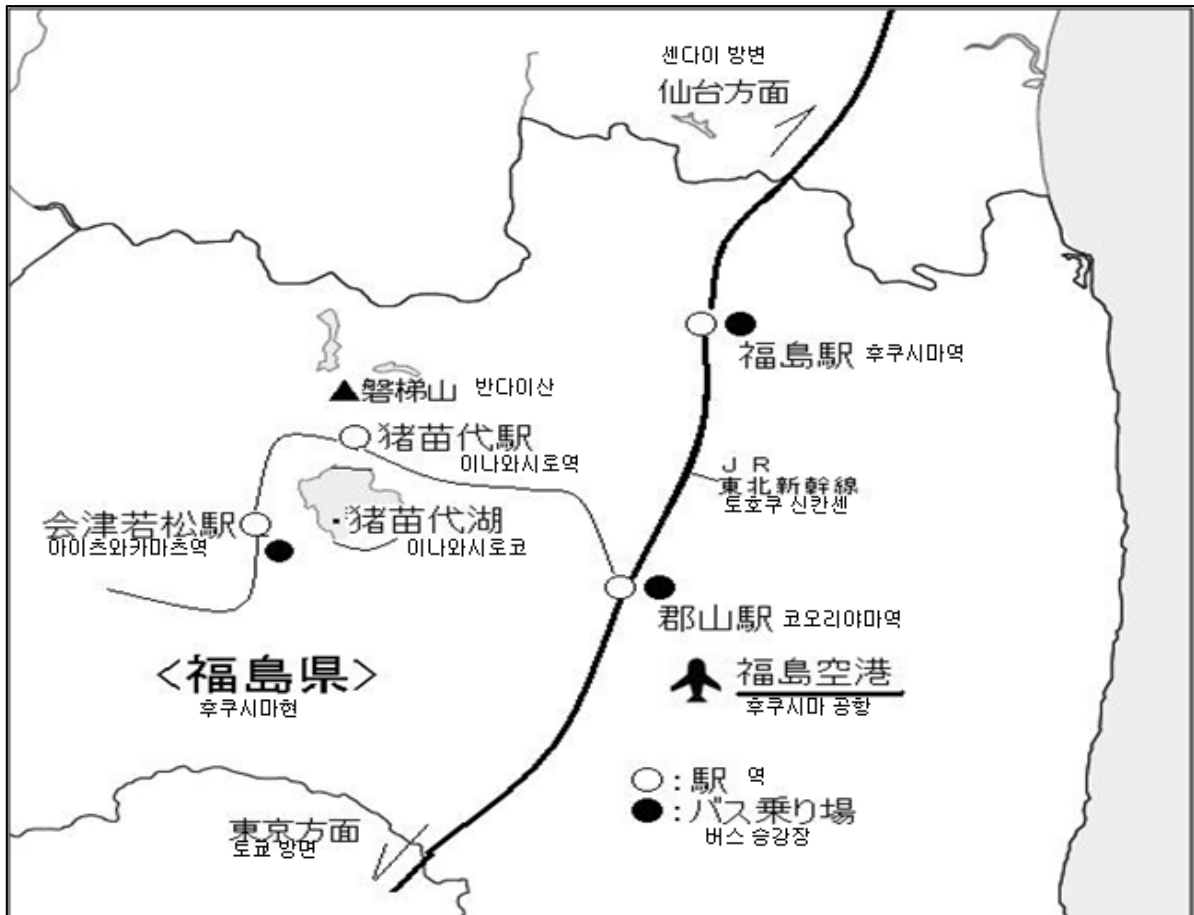 센다이 방변
仙台方面
福島駅 후쿠시마역
▲磐梯山 반다이산
猪苗代駅
이나와시로역
JR
東北新幹線
토호쿠 신칸센
会津若松駅
아이츠와카마츠역
猪苗代湖
이나와시로코
郡山駅 코오리야마역
<福島県>
후쿠시마현
福島空港
후쿠시마 공항
○:駅 역
●:バス乗り場
버스 승강장
東京方面
토쿄 방면